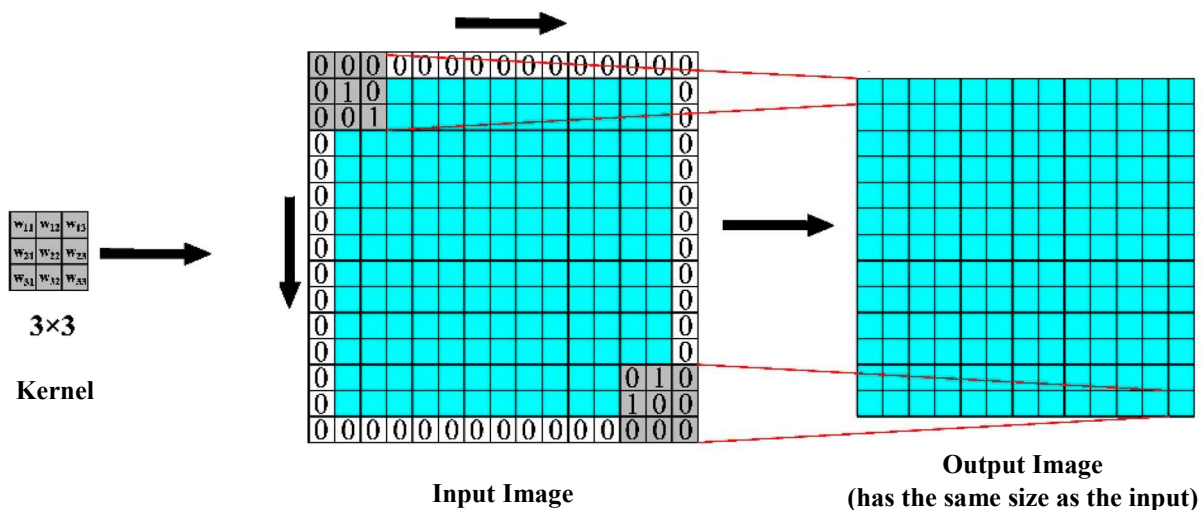 w11 w12 w13
w21 w22 w23
w31 w32 w33
3×3
Kernel
0 0 0 0 0 0 0 0 0 0 0 0 0 0 0
0 1 0 0
0 0 1 0
0 0
0 0
0 0
0 0
0 0
0 0
0 0
0 0
0 0
0 0 1 0
0 1 0 0
0 0 0 0 0 0 0 0 0 0 0 0 0 0 0
Input Image
Output Image
(has the same size as the input)